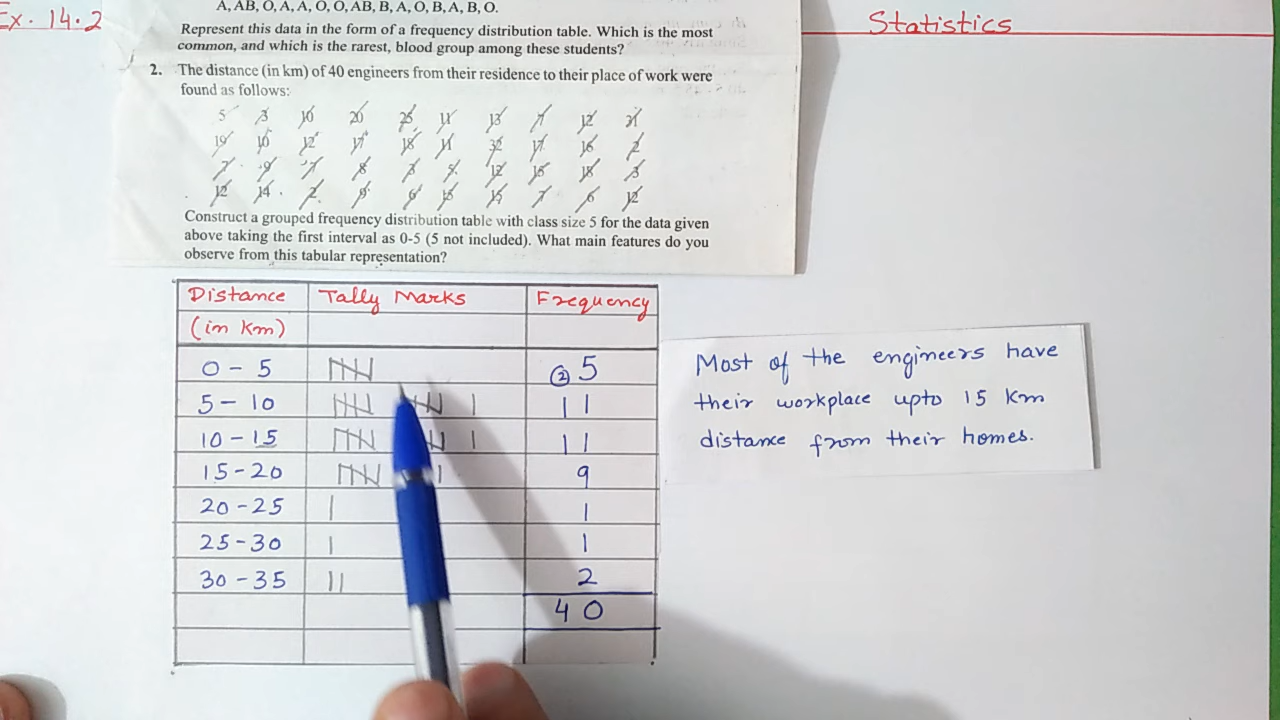 Ex. 14.2
Statistics
A, AB, O, A, A, O, O, AB, B, A, O, B, A, B, O.
Represent this data in the form of a frequency distribution table. Which is the most
common, and which is the rarest, blood group among these students?
2. The distance (in km) of 40 engineers from their residence to their place of work were
found as follows:
5 3 10 20 25 11 13 7 12 31
19 10 12 17 18 11 32 17 16 2
7 9 7 8 3 5 12 15 18 3
12 14 2 9 6 15 15 7 6 12
Construct a grouped frequency distribution table with class size 5 for the data given
above taking the first interval as 0-5 (5 not included). What main features do you
observe from this tabular representation?
Distance Tally Marks Frequency
(in Km)
0 - 5 ② 5
5 - 10 11
10 - 15 11
15 - 20 9
20 - 25 1
25 - 30 1
30 - 35 2
40
Most of the engineers have
their workplace upto 15 Km
distance from their homes.